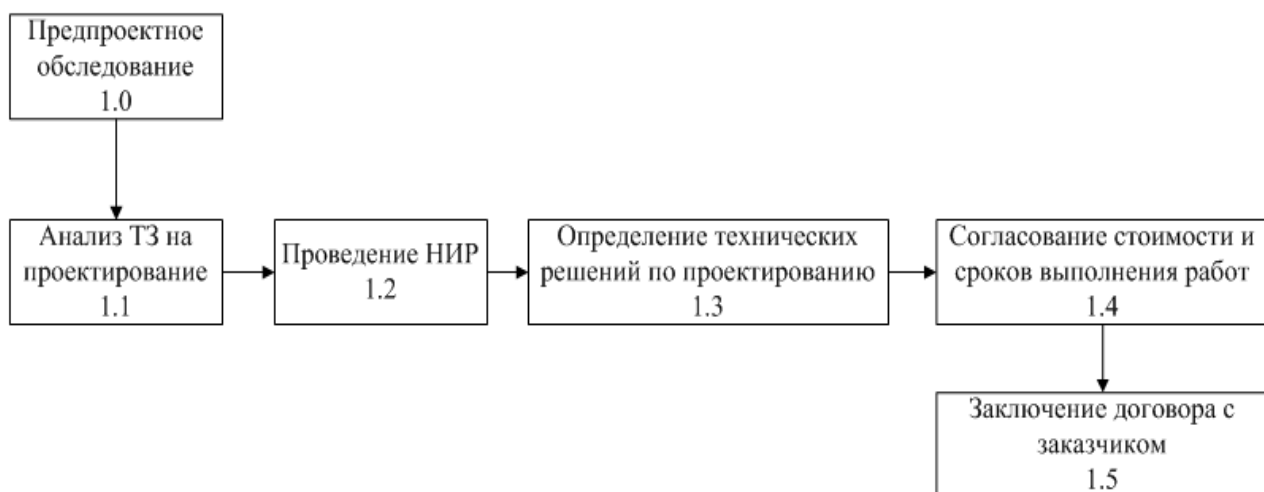 Предпроектное
обследование
1.0
Анализ ТЗ на
проектирование
1.1
Проведение НИР
1.2
Определение технических
решений по проектированию
1.3
Согласование стоимости и
сроков выполнения работ
1.4
Заключение договора с
заказчиком
1.5